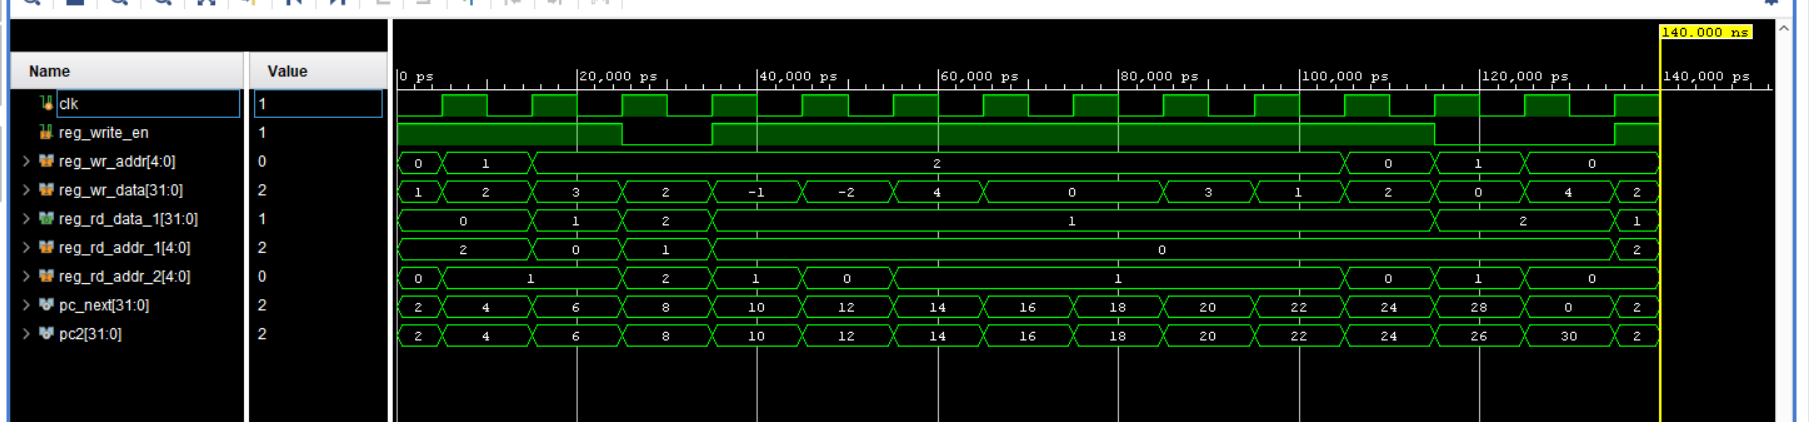 140.000 ns
Name Value 0 ps 20,000 ps 40,000 ps 60,000 ps 80,000 ps 100,000 ps 120,000 ps 140,000 ps
clk 1
reg_write_en 1
reg_wr_addr[4:0] 0 0 1 2 0 1 0
reg_wr_data[31:0] 2 1 2 3 2 -1 -2 4 0 3 1 2 0 4 2
reg_rd_data_1[31:0] 1 0 1 2 1 2 1
reg_rd_addr_1[4:0] 2 2 0 1 0 2
reg_rd_addr_2[4:0] 0 0 1 2 1 0 1 0 1 0
pc_next[31:0] 2 2 4 6 8 10 12 14 16 18 20 22 24 28 0 2
pc2[31:0] 2 2 4 6 8 10 12 14 16 18 20 22 24 26 30 2